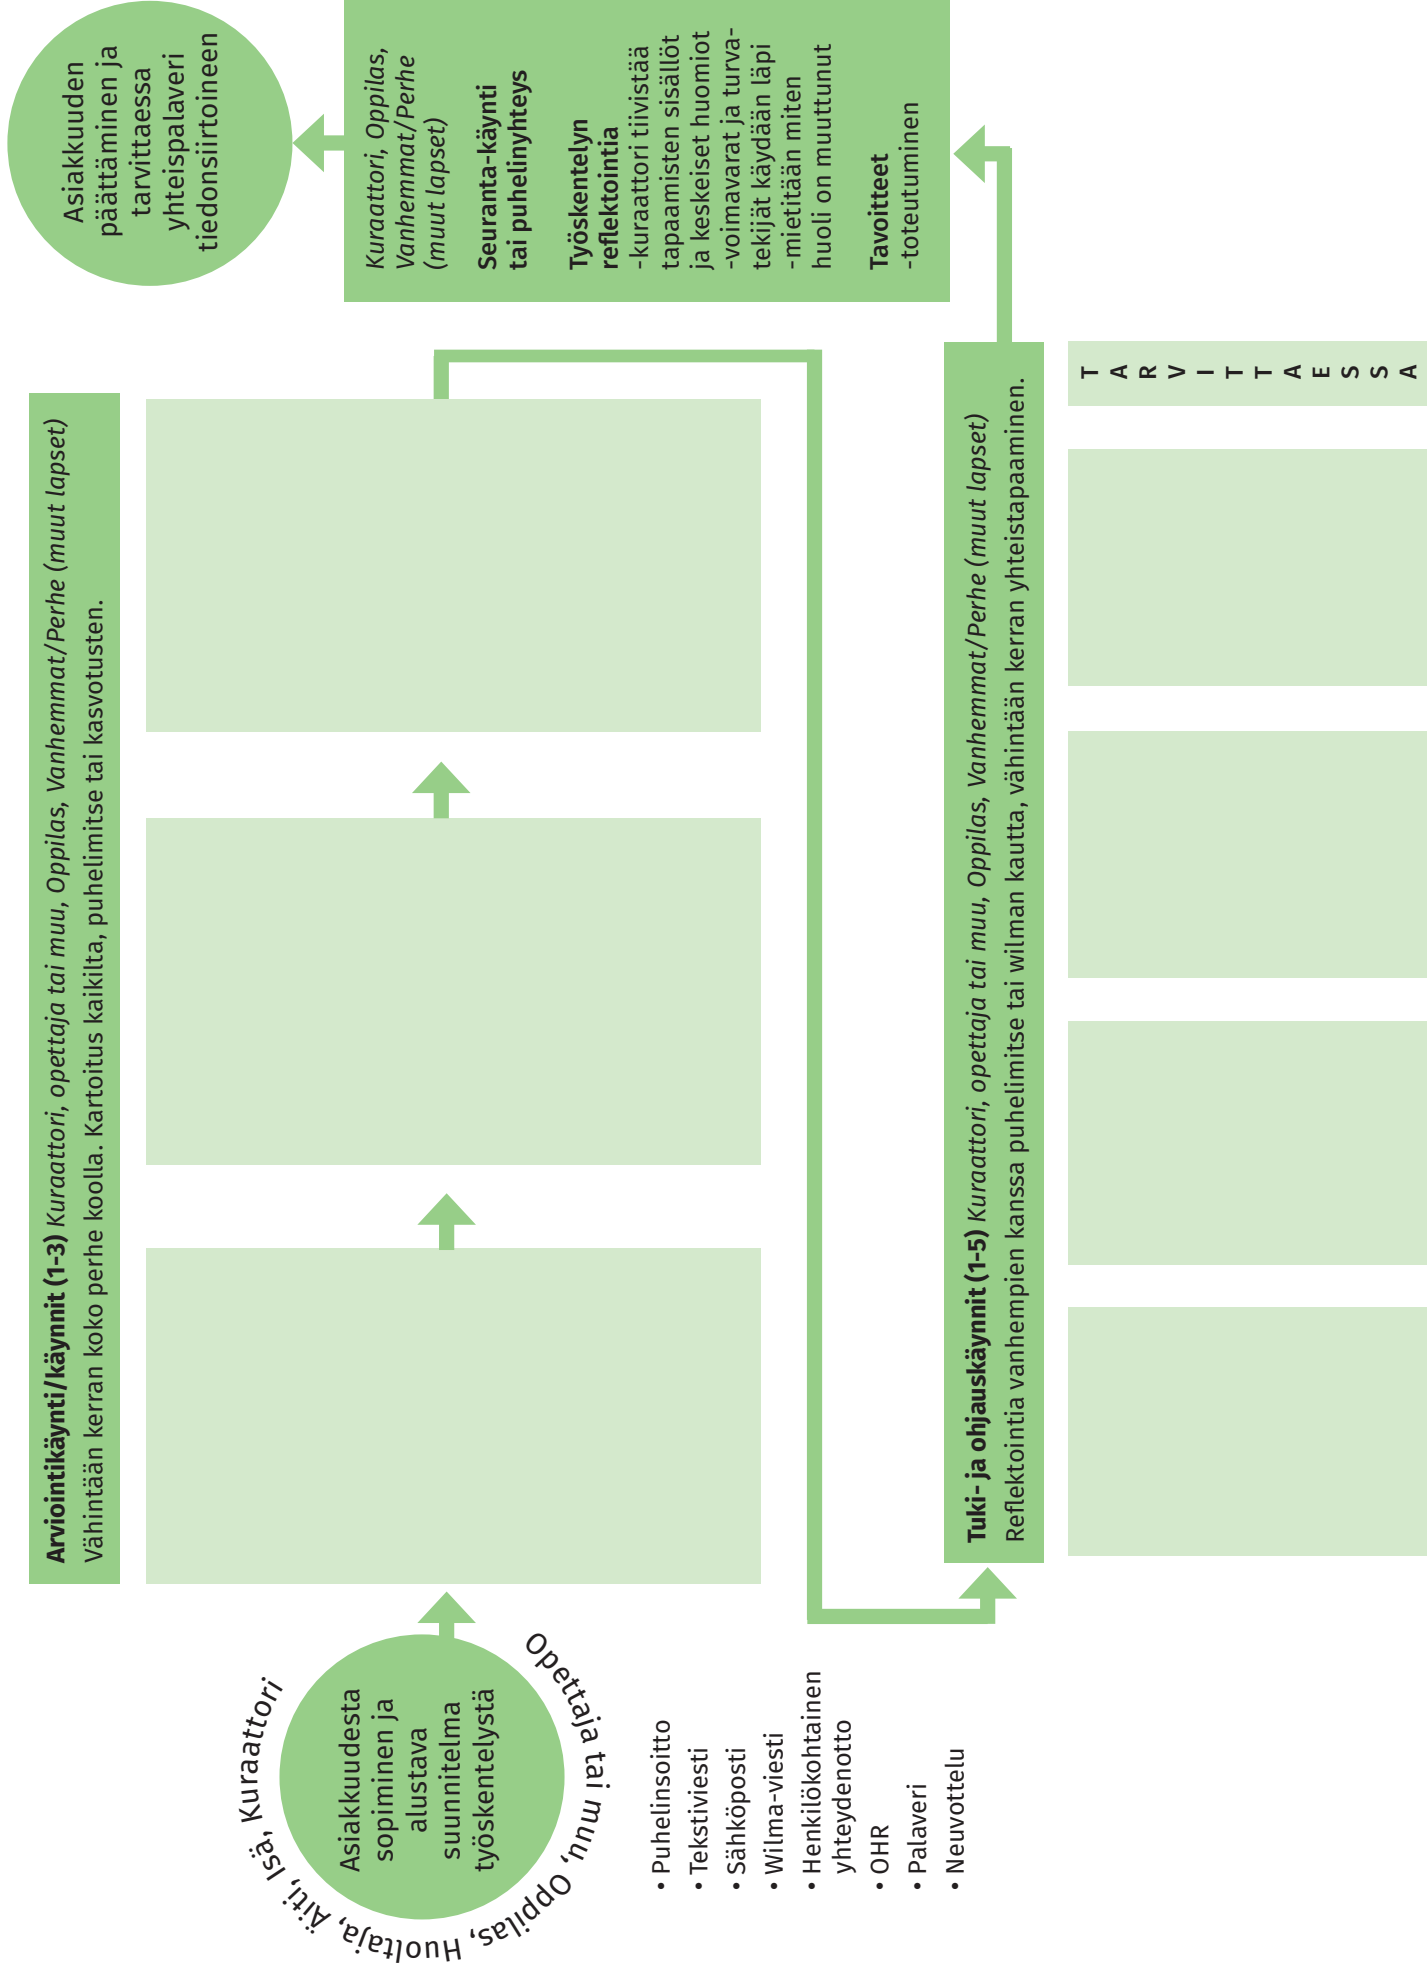 Opettaja tai muu, Oppilas, Huoltaja, Äiti, Isä, Kuraattori
Asiakkuudesta
sopiminen ja
alustava
suunnitelma
työskentelystä
• Puhelinsoitto
• Tekstiviesti
• Sähköposti
• Wilma-viesti
• Henkilökohtainen
yhteydenotto
• OHR
• Palaveri
• Neuvottelu
Arviointikäynti/käynnit (1-3) Kuraattori, opettaja tai muu, Oppilas, Vanhemmat/Perhe (muut lapset)
Vähintään kerran koko perhe koolla. Kartoitus kaikilta, puhelimitse tai kasvotusten.
Tuki- ja ohjauskäynnit (1-5) Kuraattori, opettaja tai muu, Oppilas, Vanhemmat/Perhe (muut lapset)
Reflektointia vanhempien kanssa puhelimitse tai wilman kautta, vähintään kerran yhteistapaaminen.
T
A
R
V
I
T
T
A
E
S
S
A
Kuraattori, Oppilas,
Vanhemmat/Perhe
(muut lapset)
Seuranta-käynti
tai puhelinyhteys
Työskentelyn
reflektointia
-kuraattori tiivistää
tapaamisten sisällöt
ja keskeiset huomiot
-voimavarat ja turva-
tekijät käydään läpi
-mietitään miten
huoli on muuttunut
Tavoitteet
-toteutuminen
Asiakkuuden
päättäminen ja
tarvittaessa
yhteispalaveri
tiedonsiirtoineen